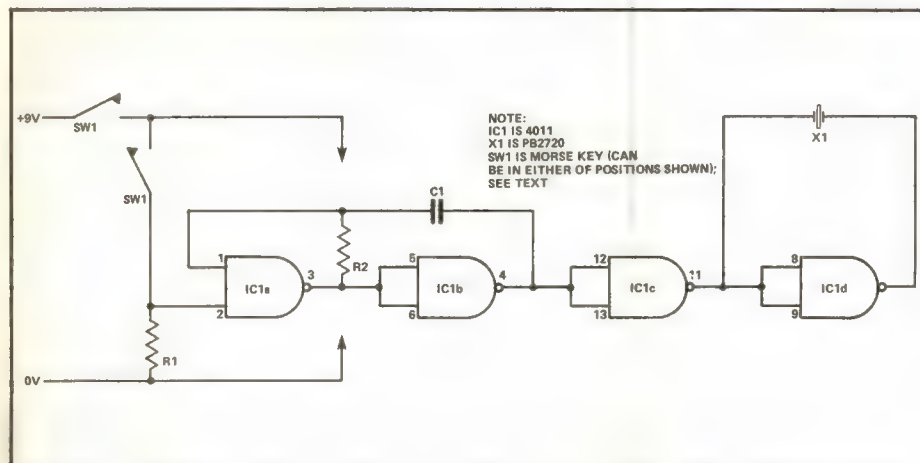 +9V
SW1
SW1
NOTE:
IC1 IS 4011
X1 IS PB2720
SW1 IS MORSE KEY (CAN
BE IN EITHER OF POSITIONS SHOWN);
SEE TEXT
X1
C1
1
2
IC1a
3
R2
5
6
IC1b
4
12
13
IC1c
11
8
9
IC1d
R1
0V